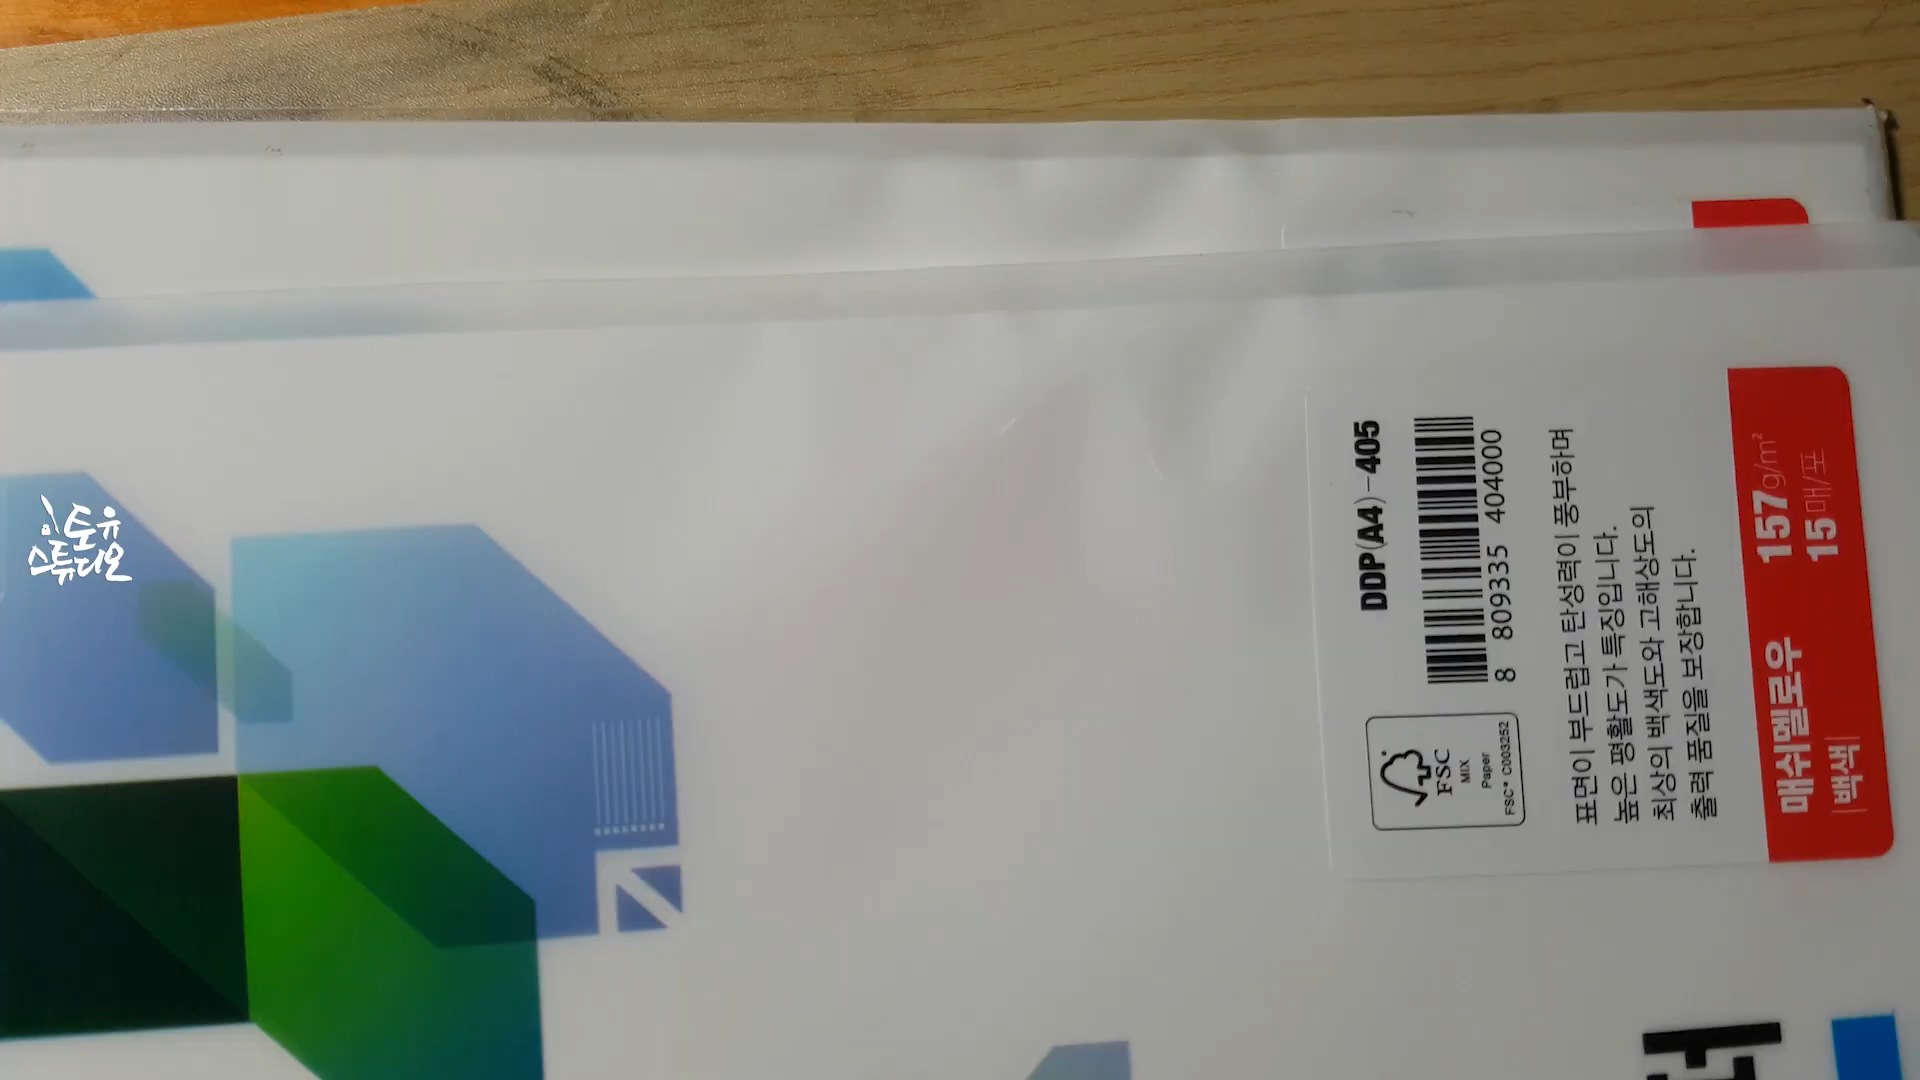 토유
스튜디오
DDP(A4)-405
8 809335 404000
FSC
MIX
Paper
FSC® C003252
표면이 부드럽고 탄성력이 풍부하며
높은 평활도가 특징입니다.
최상의 백색도와 고해상도의
출력 품질을 보장합니다.
매쉬멜로우 157g/m²
|백색| 15매/포